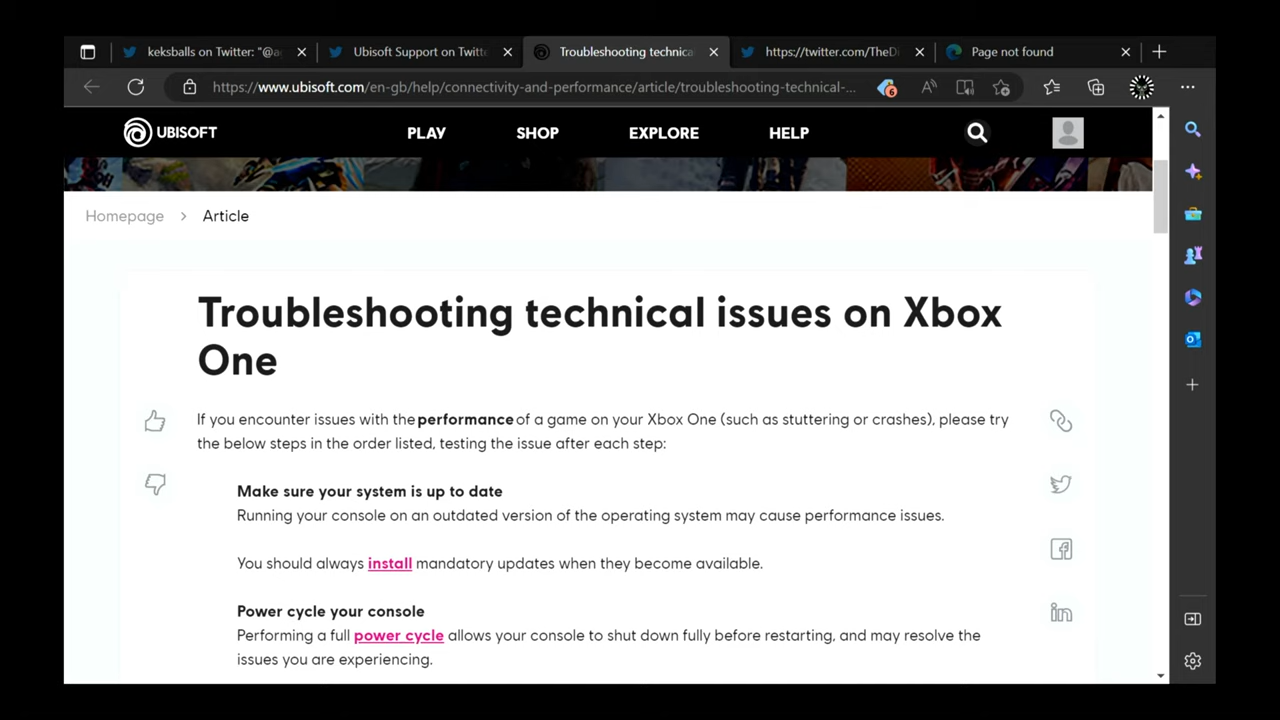 keksballs on Twitter: "@a
Ubisoft Support on Twitte
Troubleshooting technica
https://twitter.com/TheDi
Page not found
https://www.ubisoft.com/en-gb/help/connectivity-and-performance/article/troubleshooting-technical-...
6
UBISOFT
PLAY
SHOP
EXPLORE
HELP
Homepage > Article
Troubleshooting technical issues on Xbox
One
If you encounter issues with the performance of a game on your Xbox One (such as stuttering or crashes), please try
the below steps in the order listed, testing the issue after each step:
Make sure your system is up to date
Running your console on an outdated version of the operating system may cause performance issues.
You should always install mandatory updates when they become available.
Power cycle your console
Performing a full power cycle allows your console to shut down fully before restarting, and may resolve the
issues you are experiencing.